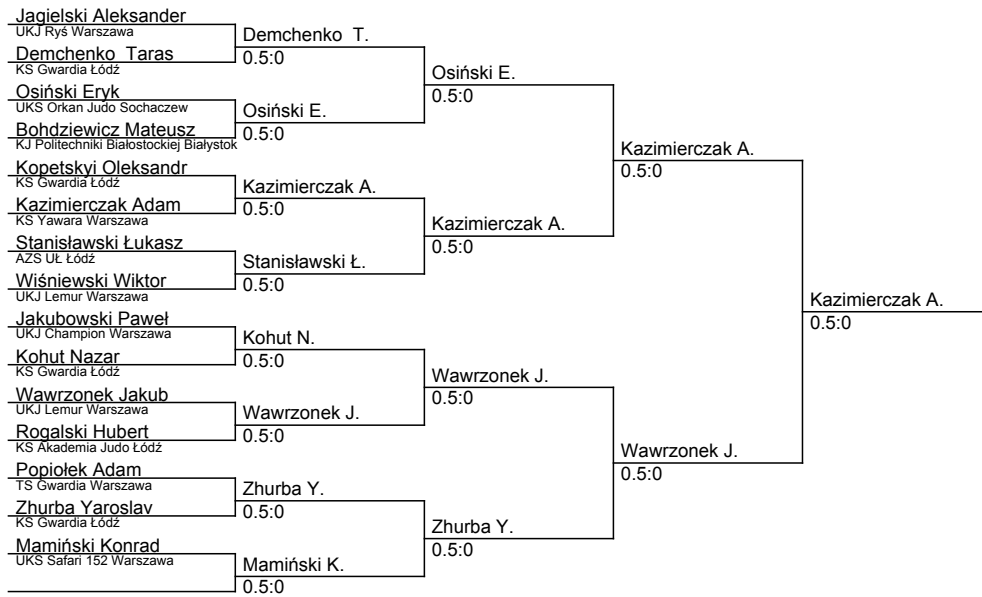 Jagielski Aleksander
UKJ Ryś Warszawa
Demchenko  Taras
KS Gwardia Łódź
Osiński Eryk
UKS Orkan Judo Sochaczew
Bohdziewicz Mateusz
KJ Politechniki Białostockiej Białystok
Kopetskyi Oleksandr
KS Gwardia Łódź
Kazimierczak Adam
KS Yawara Warszawa
Stanisławski Łukasz
AZS UŁ Łódź
Wiśniewski Wiktor
UKJ Lemur Warszawa
Jakubowski Paweł
UKJ Champion Warszawa
Kohut Nazar
KS Gwardia Łódź
Wawrzonek Jakub
UKJ Lemur Warszawa
Rogalski Hubert
KS Akademia Judo Łódź
Popiołek Adam
TS Gwardia Warszawa
Zhurba Yaroslav
KS Gwardia Łódź
Mamiński Konrad
UKS Safari 152 Warszawa
Demchenko  T.
0.5:0
Osiński E.
0.5:0
Kazimierczak A.
0.5:0
Stanisławski Ł.
0.5:0
Kohut N.
0.5:0
Wawrzonek J.
0.5:0
Zhurba Y.
0.5:0
Mamiński K.
0.5:0
Osiński E.
0.5:0
Kazimierczak A.
0.5:0
Wawrzonek J.
0.5:0
Zhurba Y.
0.5:0
Kazimierczak A.
0.5:0
Wawrzonek J.
0.5:0
Kazimierczak A.
0.5:0